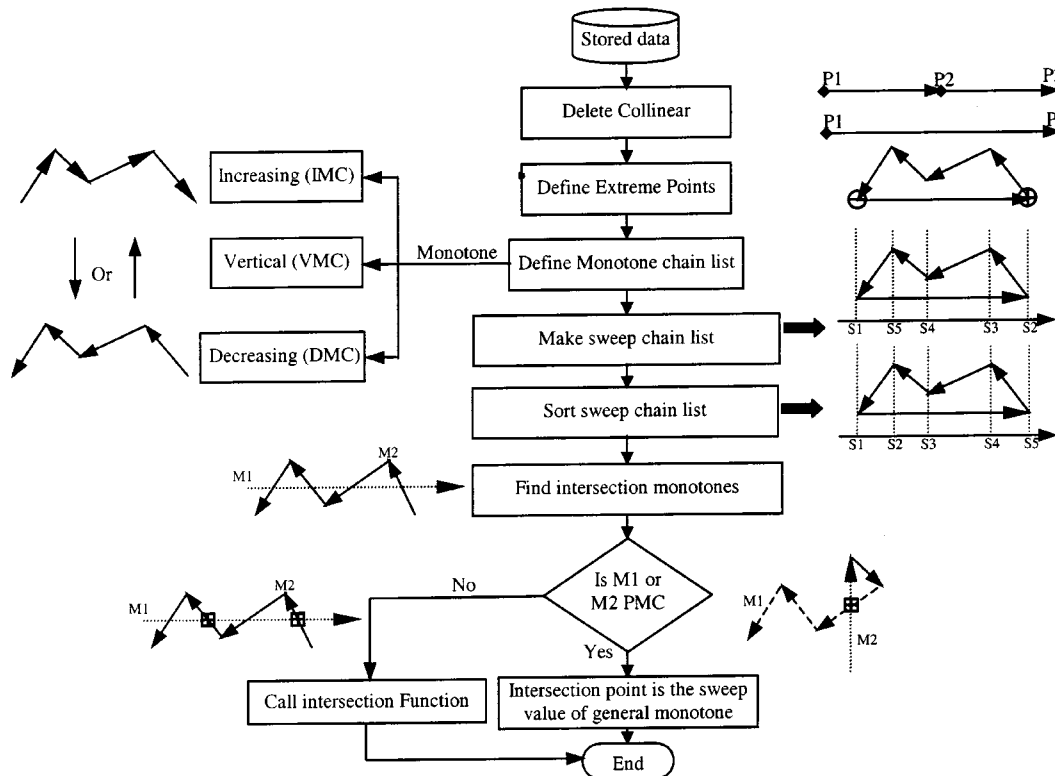 Stored data
P1 P2 P
Delete Collinear
P1 P
Increasing (IMC)
Define Extreme Points
Monotone
Vertical (VMC)
Define Monotone chain list
Or
S1 S5 S4 S3 S2
Make sweep chain list
Decreasing (DMC)
Sort sweep chain list
S1 S2 S3 S4 S5
M1 M2
Find intersection monotones
No
Is M1 or
M2 PMC
M1 M2
M1
M2
Yes
Call intersection Function
Intersection point is the sweep
value of general monotone
End